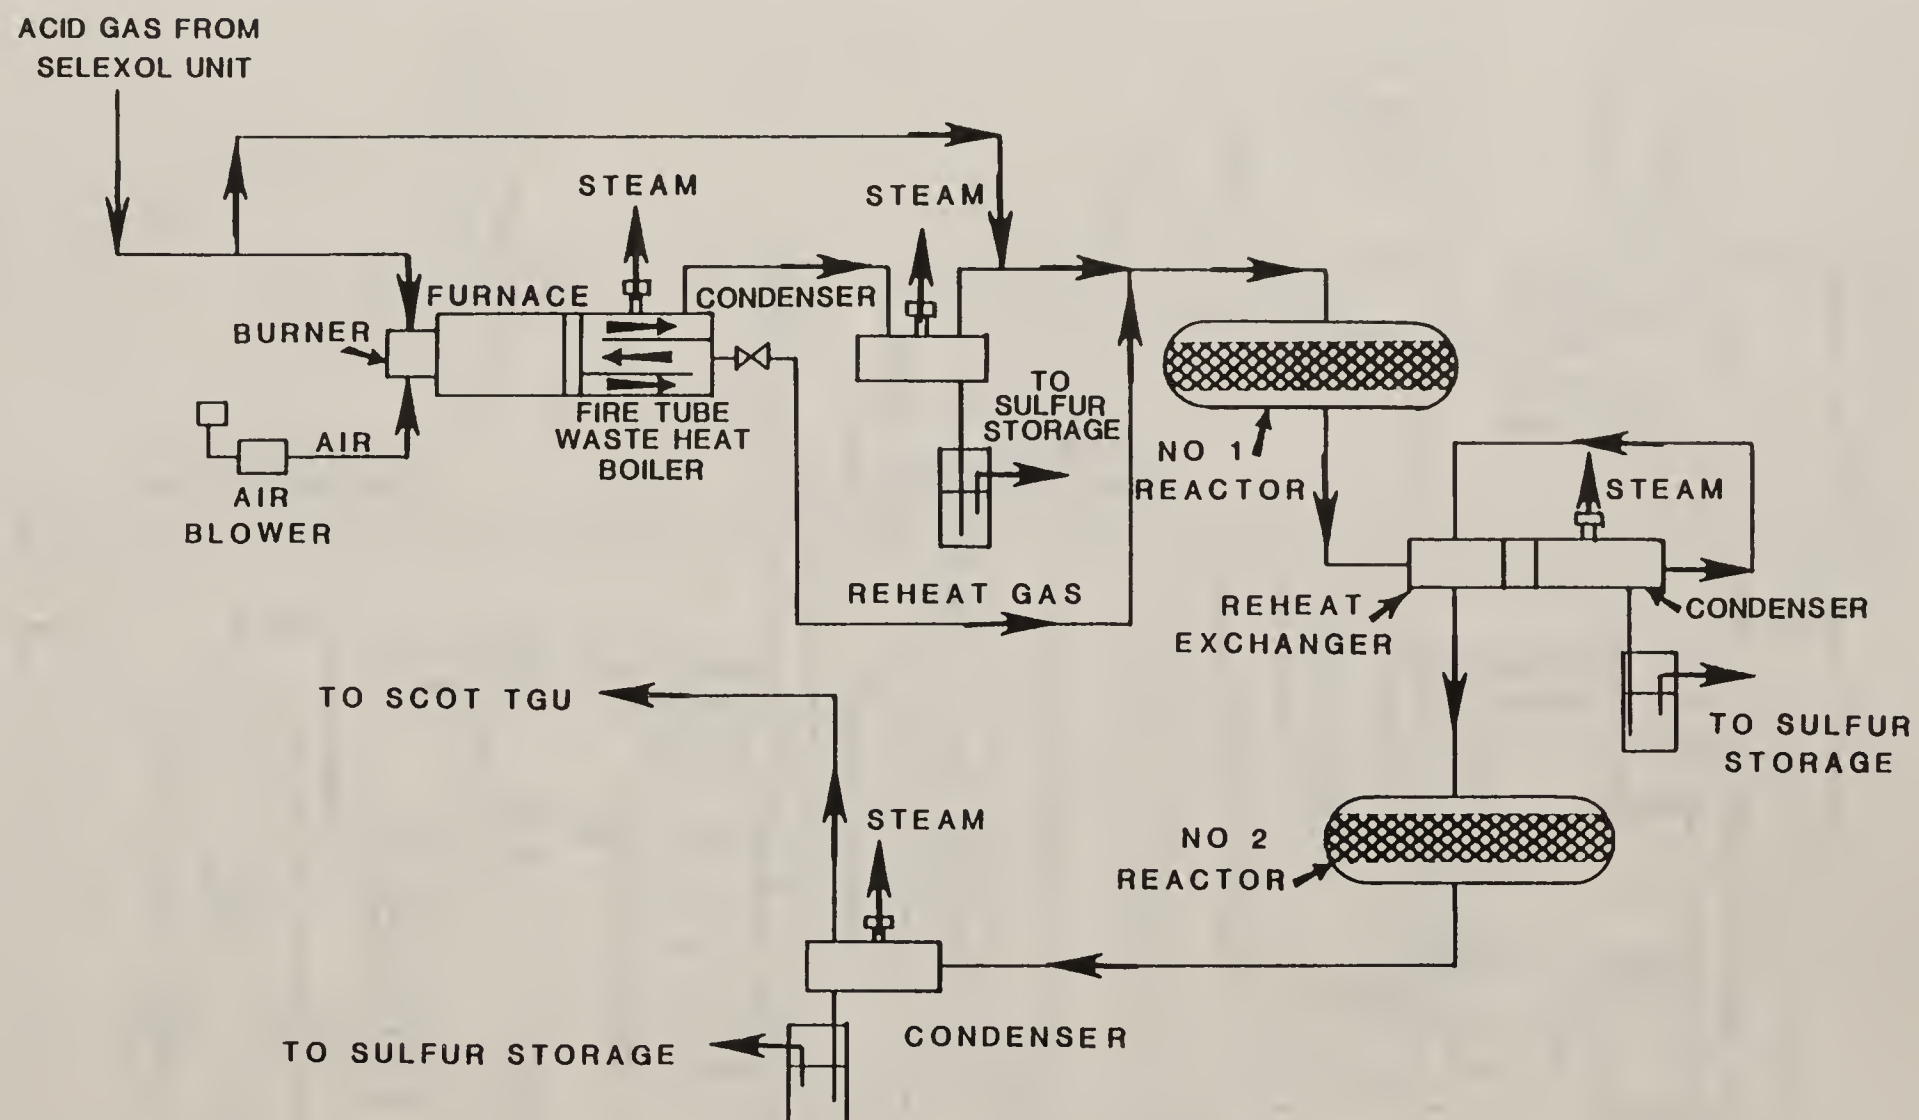 ACID GAS FROM
SELEXOL UNIT
STEAM
STEAM
FURNACE
CONDENSER
BURNER
TO
SULFUR
STORAGE
FIRE TUBE
WASTE HEAT
BOILER
AIR
AIR
BLOWER
NO 1
REACTOR
STEAM
REHEAT GAS
REHEAT
EXCHANGER
CONDENSER
TO SCOT TGU
TO SULFUR
STORAGE
STEAM
NO 2
REACTOR
CONDENSER
TO SULFUR STORAGE